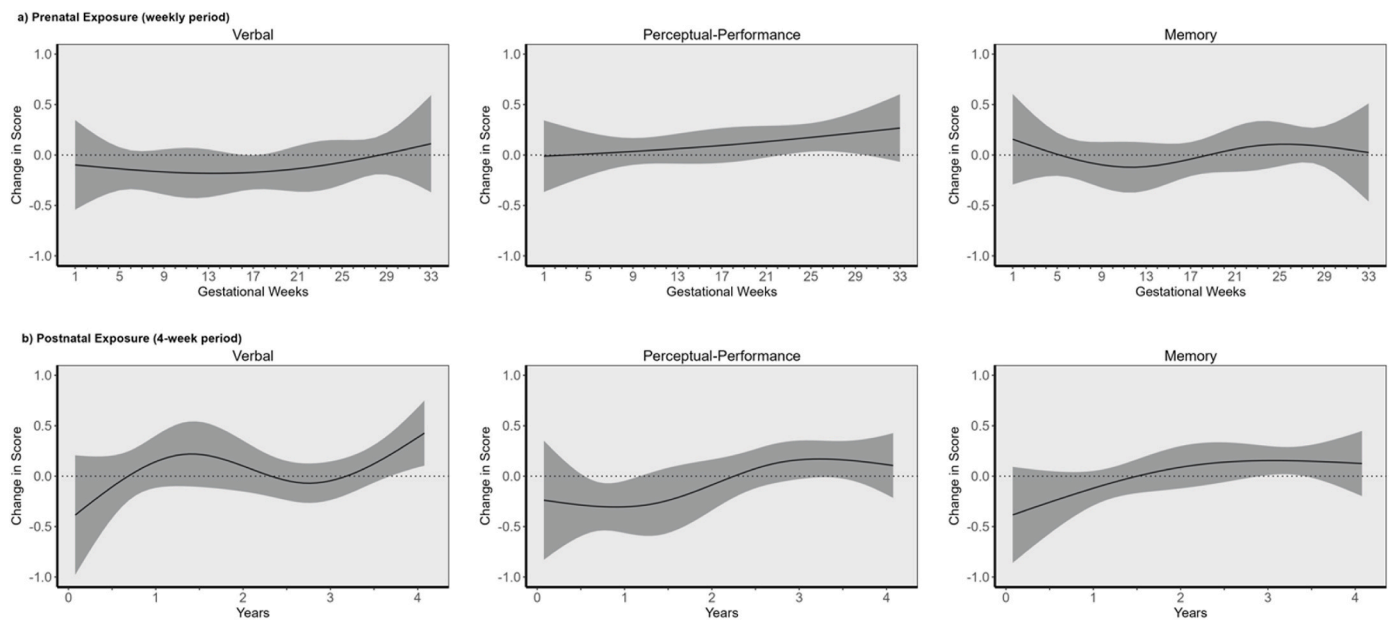 a) Prenatal Exposure (weekly period)
Verbal
Perceptual-Performance
Memory
1.0
0.5
0.0
-0.5
-1.0
Change in Score
1 5 9 13 17 21 25 29 33
Gestational Weeks
1.0
0.5
0.0
-0.5
-1.0
Change in Score
1 5 9 13 17 21 25 29 33
Gestational Weeks
1.0
0.5
0.0
-0.5
-1.0
Change in Score
1 5 9 13 17 21 25 29 33
Gestational Weeks
b) Postnatal Exposure (4-week period)
Verbal
Perceptual-Performance
Memory
1.0
0.5
0.0
-0.5
-1.0
Change in Score
0 1 2 3 4
Years
1.0
0.5
0.0
-0.5
-1.0
Change in Score
0 1 2 3 4
Years
1.0
0.5
0.0
-0.5
-1.0
Change in Score
0 1 2 3 4
Years